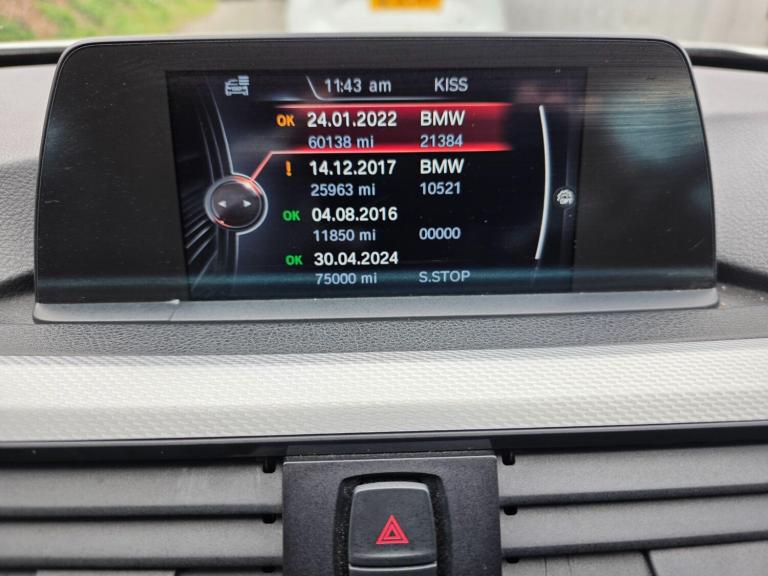 11:43 am KISS
OK 24.01.2022 BMW
60138 mi 21384
! 14.12.2017 BMW
25963 mi 10521
OK 04.08.2016
11850 mi 00000
OK 30.04.2024
75000 mi S.STOP